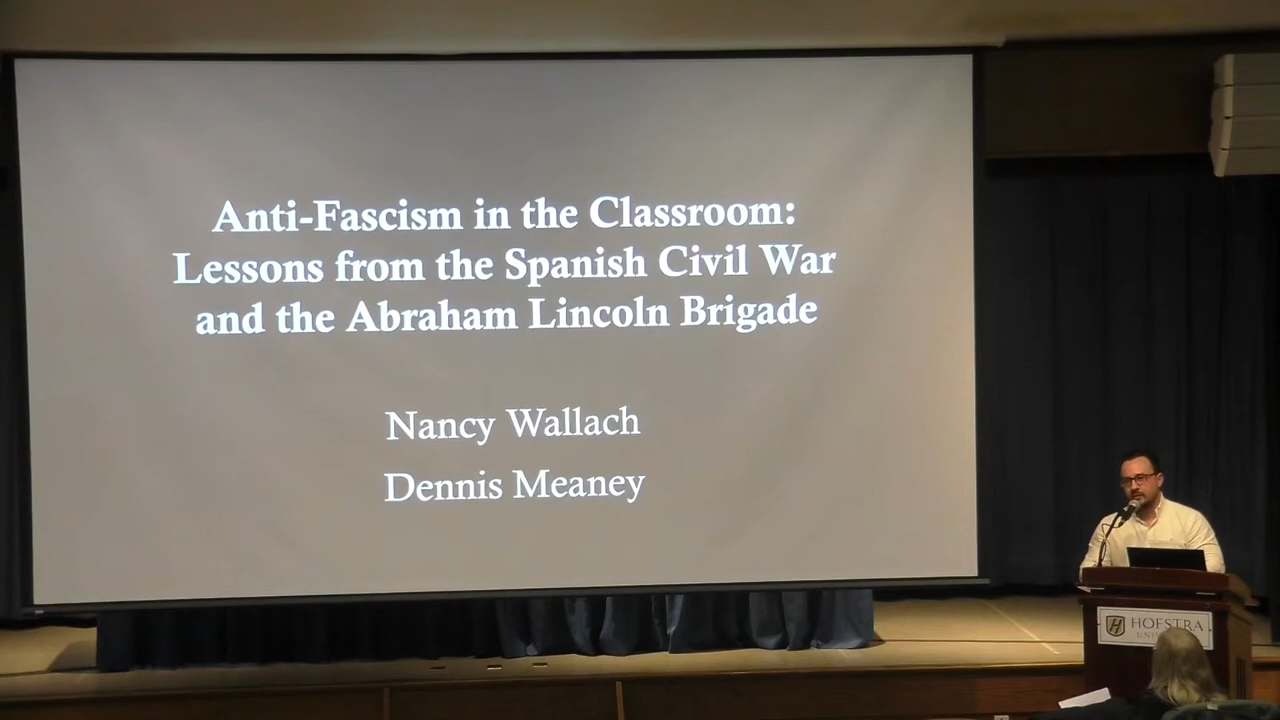 Anti-Fascism in the Classroom:
Lessons from the Spanish Civil War
and the Abraham Lincoln Brigade
Nancy Wallach
Dennis Meaney
HOFSTRA